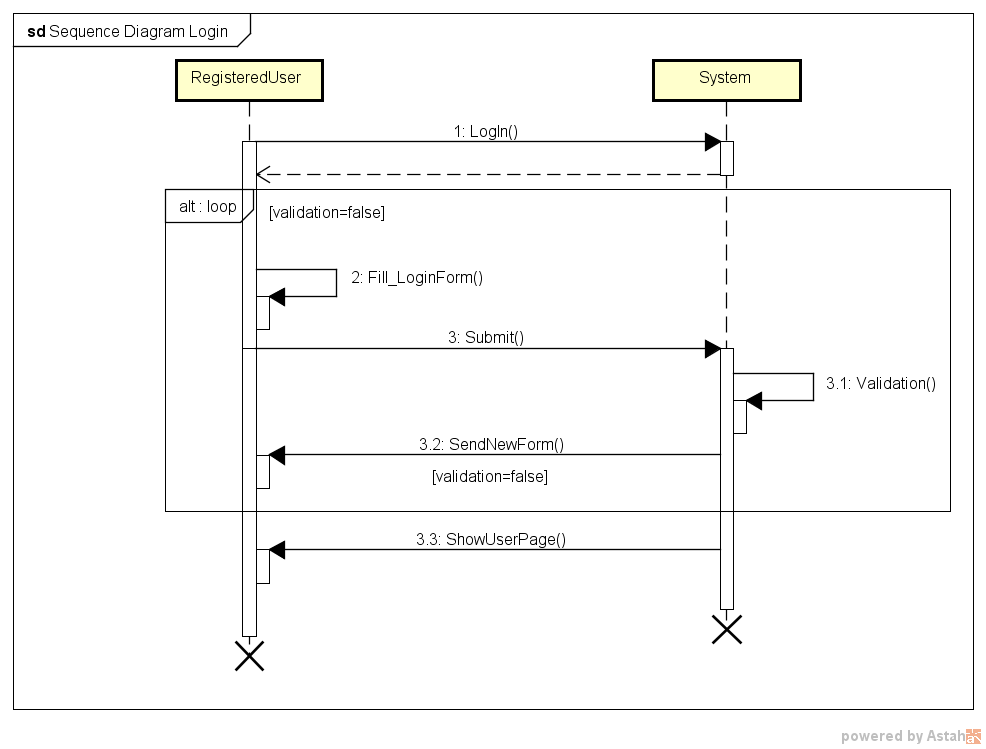 sd Sequence Diagram Login
RegisteredUser
System
1: LogIn()
alt : loop
[validation=false]
2: Fill_LoginForm()
3: Submit()
3.1: Validation()
3.2: SendNewForm()
[validation=false]
3.3: ShowUserPage()
powered by Astah